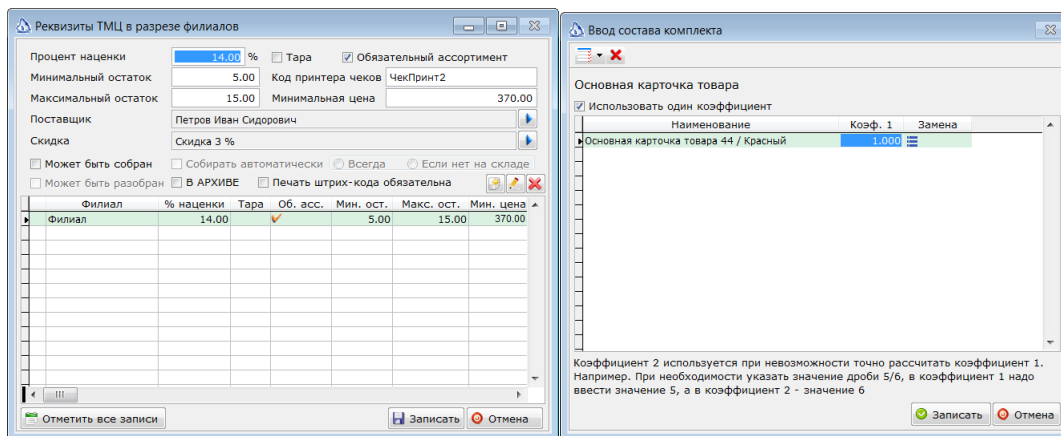 Реквизиты ТМЦ в разрезе филиалов
Процент наценки 14.00 % Тара Обязательный ассортимент
Минимальный остаток 5.00 Код принтера чеков ЧекПринт2
Максимальный остаток 15.00 Минимальная цена 370.00
Поставщик Петров Иван Сидорович
Скидка Скидка 3 %
Может быть собран Собирать автоматически Всегда Если нет на складе
Может быть разобран В АРХИВЕ Печать штрих-кода обязательна
Филиал % наценки Тара Об. асс. Мин. ост. Макс. ост. Мин. цена
Филиал 14.00 5.00 15.00 370.00
Отметить все записи Записать Отмена
Ввод состава комплекта
Основная карточка товара
Использовать один коэффициент
Наименование Коэф. 1 Замена
Основная карточка товара 44 / Красный 1.000
Коэффициент 2 используется при невозможности точно рассчитать коэффициент 1.
Например. При необходимости указать значение дроби 5/6, в коэффициент 1 надо
ввести значение 5, а в коэффициент 2 - значение 6
Записать Отмена